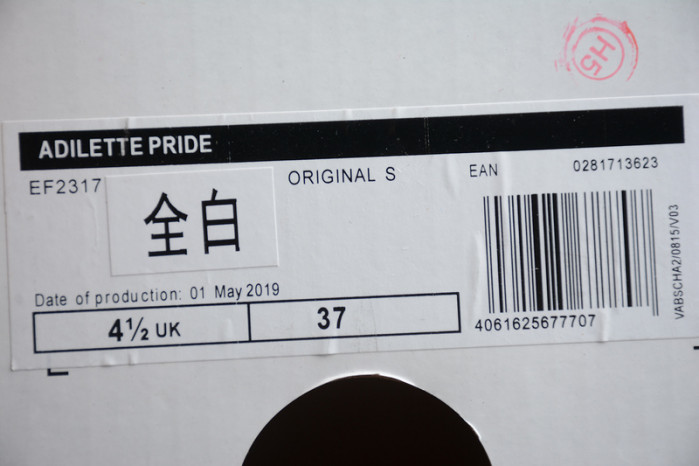 H5
ADILETTE PRIDE
EF2317 ORIGINAL S EAN 0281713623
全白
Date of production: 01 May 2019
4½ UK 37
4061625677707
VABSCHA2/0815/V03